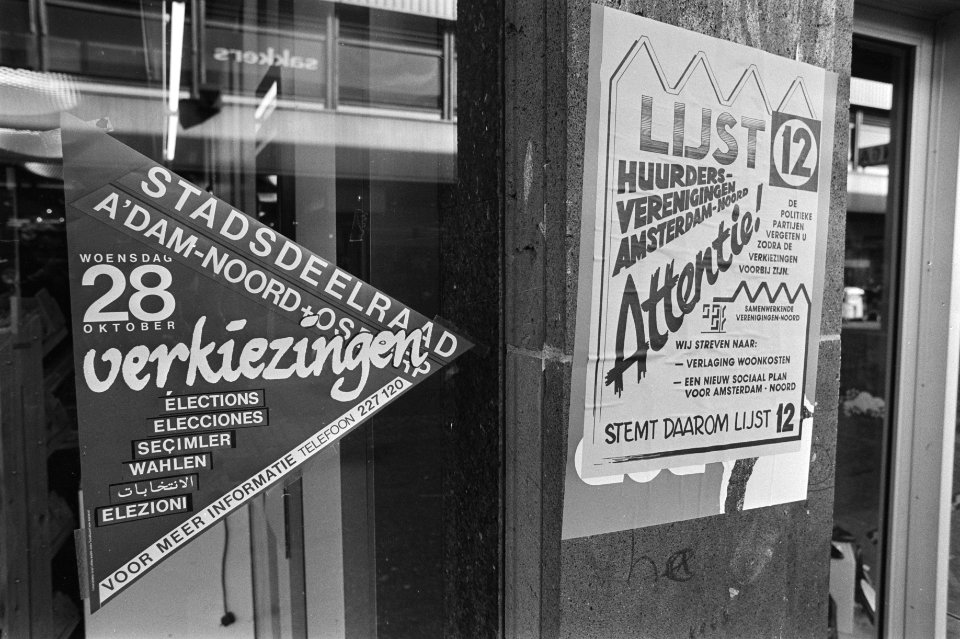 sakkers
STADSDEELRAAD
A'DAM-NOORD+OSDORP
WOENSDAG
28
OKTOBER
verkiezingen
ÉLECTIONS
ELECCIONES
SEÇIMLER
WAHLEN
الانتخابات
ELEZIONI
VOOR MEER INFORMATIE TELEFOON 227 120
LIJST
12
HUURDERS-
VERENIGINGEN
AMSTERDAM-NOORD
Attentie!
DE
POLITIEKE
PARTIJEN
VERGETEN U
ZODRA DE
VERKIEZINGEN
VOORBIJ ZIJN.
SAMENWERKENDE
VERENIGINGEN-NOORD
WIJ STREVEN NAAR:
– VERLAGING WOONKOSTEN
– EEN NIEUW SOCIAAL PLAN
VOOR AMSTERDAM - NOORD
STEMT DAAROM LIJST 12